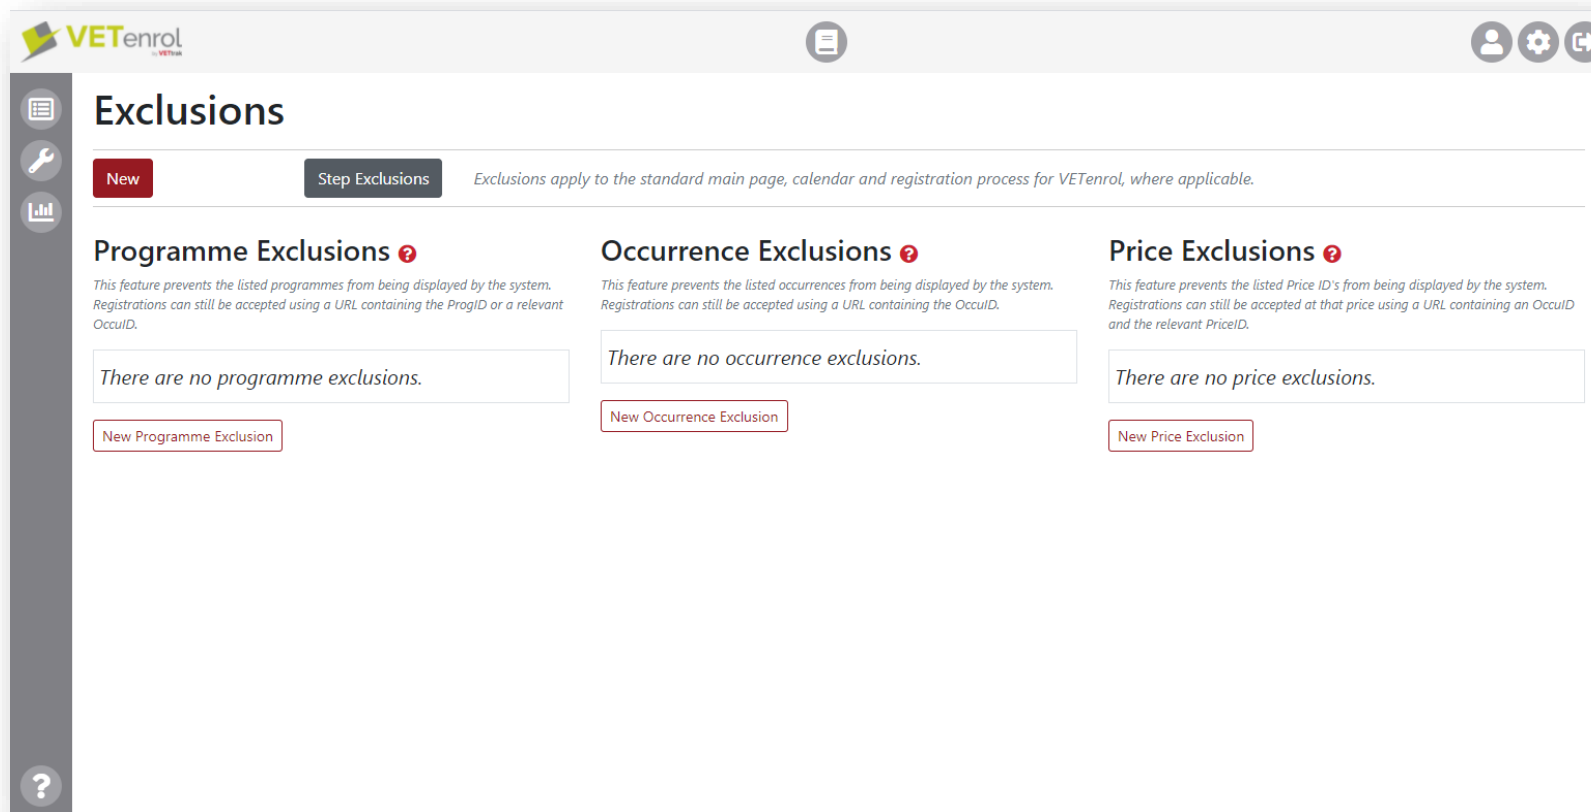 VETenrol
by VETtrak
Exclusions
New
Step Exclusions
Exclusions apply to the standard main page, calendar and registration process for VETenrol, where applicable.
Programme Exclusions ?
This feature prevents the listed programmes from being displayed by the system.
Registrations can still be accepted using a URL containing the ProgID or a relevant
OccuID.
There are no programme exclusions.
New Programme Exclusion
Occurrence Exclusions ?
This feature prevents the listed occurrences from being displayed by the system.
Registrations can still be accepted using a URL containing the OccuID.
There are no occurrence exclusions.
New Occurrence Exclusion
Price Exclusions ?
This feature prevents the listed Price ID's from being displayed by the system.
Registrations can still be accepted at that price using a URL containing an OccuID
and the relevant PriceID.
There are no price exclusions.
New Price Exclusion
?